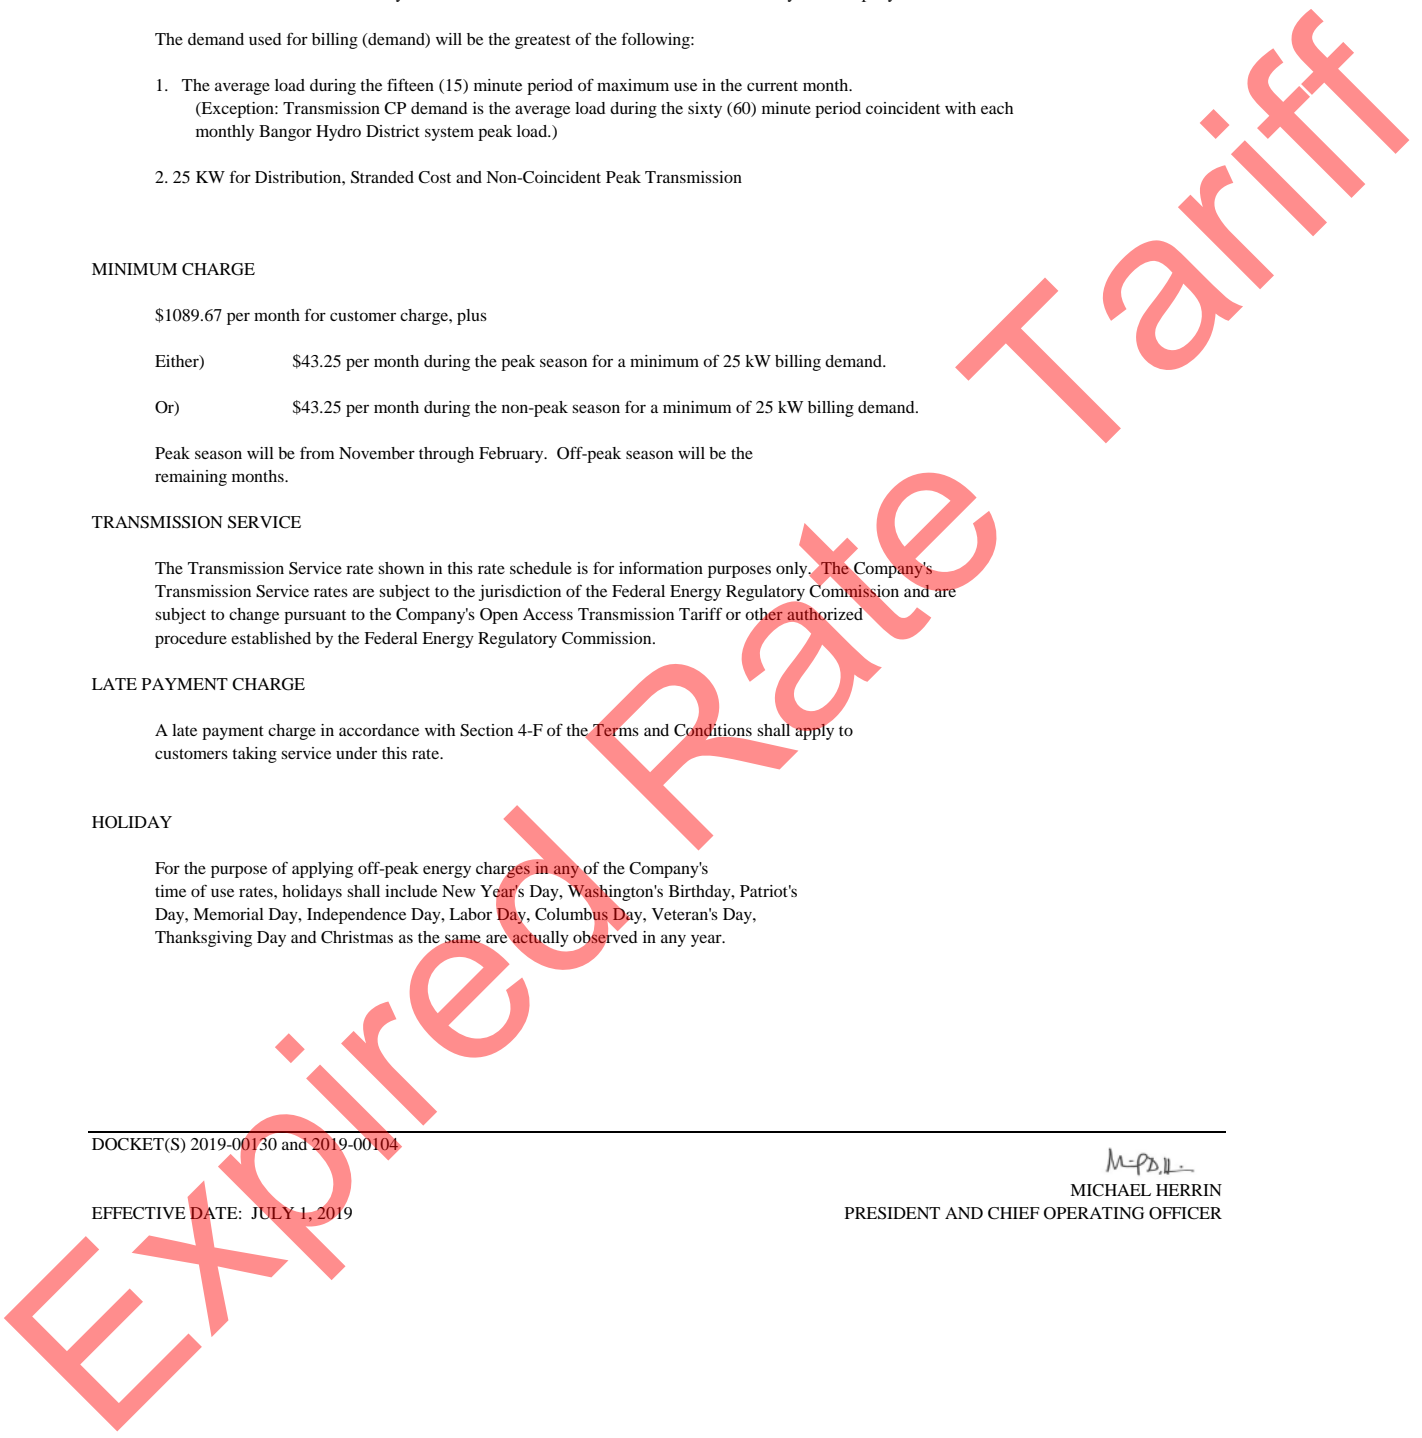 The demand used for billing (demand) will be the greatest of the following:
1. The average load during the fifteen (15) minute period of maximum use in the current month.
(Exception: Transmission CP demand is the average load during the sixty (60) minute period coincident with each
monthly Bangor Hydro District system peak load.)
2. 25 KW for Distribution, Stranded Cost and Non-Coincident Peak Transmission
MINIMUM CHARGE
$1089.67 per month for customer charge, plus
Either) $43.25 per month during the peak season for a minimum of 25 kW billing demand.
Or) $43.25 per month during the non-peak season for a minimum of 25 kW billing demand.
Peak season will be from November through February. Off-peak season will be the
remaining months.
TRANSMISSION SERVICE
The Transmission Service rate shown in this rate schedule is for information purposes only. The Company's
Transmission Service rates are subject to the jurisdiction of the Federal Energy Regulatory Commission and are
subject to change pursuant to the Company's Open Access Transmission Tariff or other authorized
procedure established by the Federal Energy Regulatory Commission.
LATE PAYMENT CHARGE
A late payment charge in accordance with Section 4-F of the Terms and Conditions shall apply to
customers taking service under this rate.
HOLIDAY
For the purpose of applying off-peak energy charges in any of the Company's
time of use rates, holidays shall include New Year's Day, Washington's Birthday, Patriot's
Day, Memorial Day, Independence Day, Labor Day, Columbus Day, Veteran's Day,
Thanksgiving Day and Christmas as the same are actually observed in any year.
DOCKET(S) 2019-00130 and 2019-00104
MICHAEL HERRIN
EFFECTIVE DATE: JULY 1, 2019 PRESIDENT AND CHIEF OPERATING OFFICER
Expired Rate Tariff